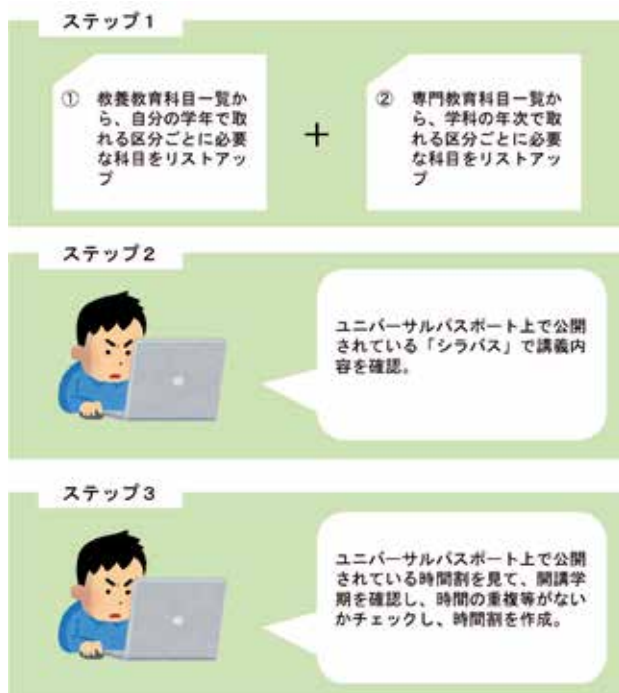 ステップ1
① 教養教育科目一覧か
ら、自分の学年で取
れる区分ごとに必要
な科目をリストアッ
プ
+
② 専門教育科目一覧か
ら、学科の年次で取
れる区分ごとに必要
な科目をリストアッ
プ
ステップ2
ユニバーサルパスポート上で公開
されている「シラバス」で講義内
容を確認。
ステップ3
ユニバーサルパスポート上で公開
されている時間割を見て、開講学
期を確認し、時間の重複等がない
かチェックし、時間割を作成。